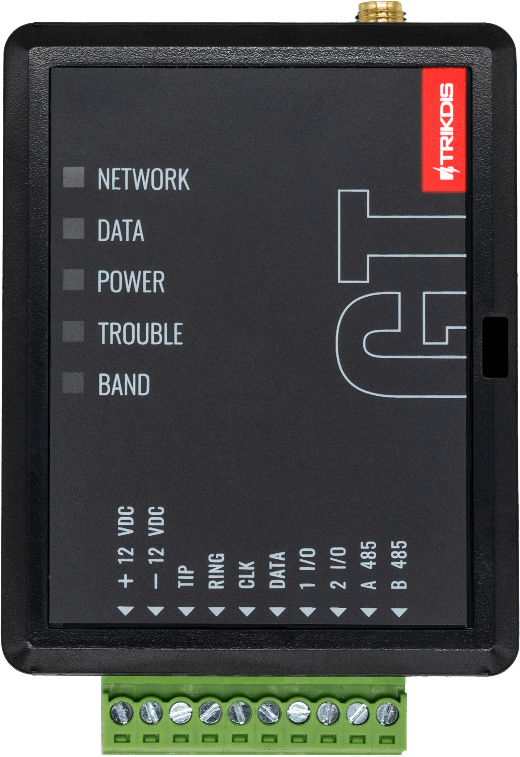 TRIKDIS
NETWORK
DATA
POWER
TROUBLE
BAND
GT
+ 12 VDC
− 12 VDC
TIP
RING
CLK
DATA
1 I/O
2 I/O
A 485
B 485